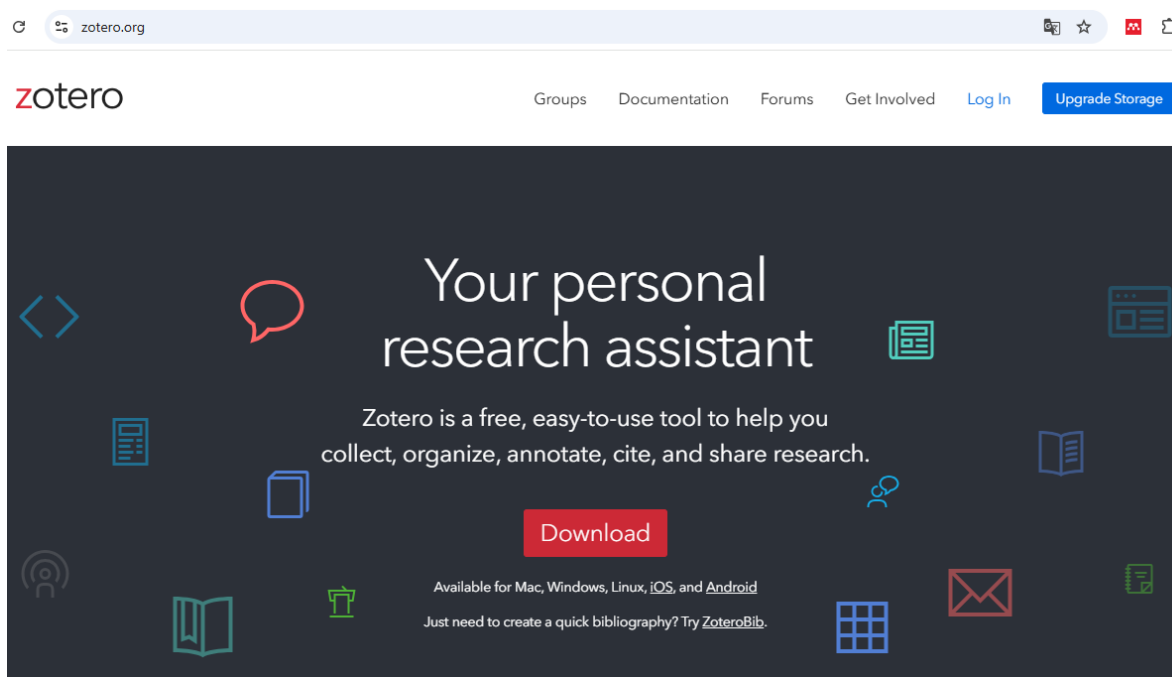 zotero.org
zotero
Groups Documentation Forums Get Involved Log In Upgrade Storage
Your personal
research assistant
Zotero is a free, easy-to-use tool to help you
collect, organize, annotate, cite, and share research.
Download
Available for Mac, Windows, Linux, iOS, and Android
Just need to create a quick bibliography? Try ZoteroBib.